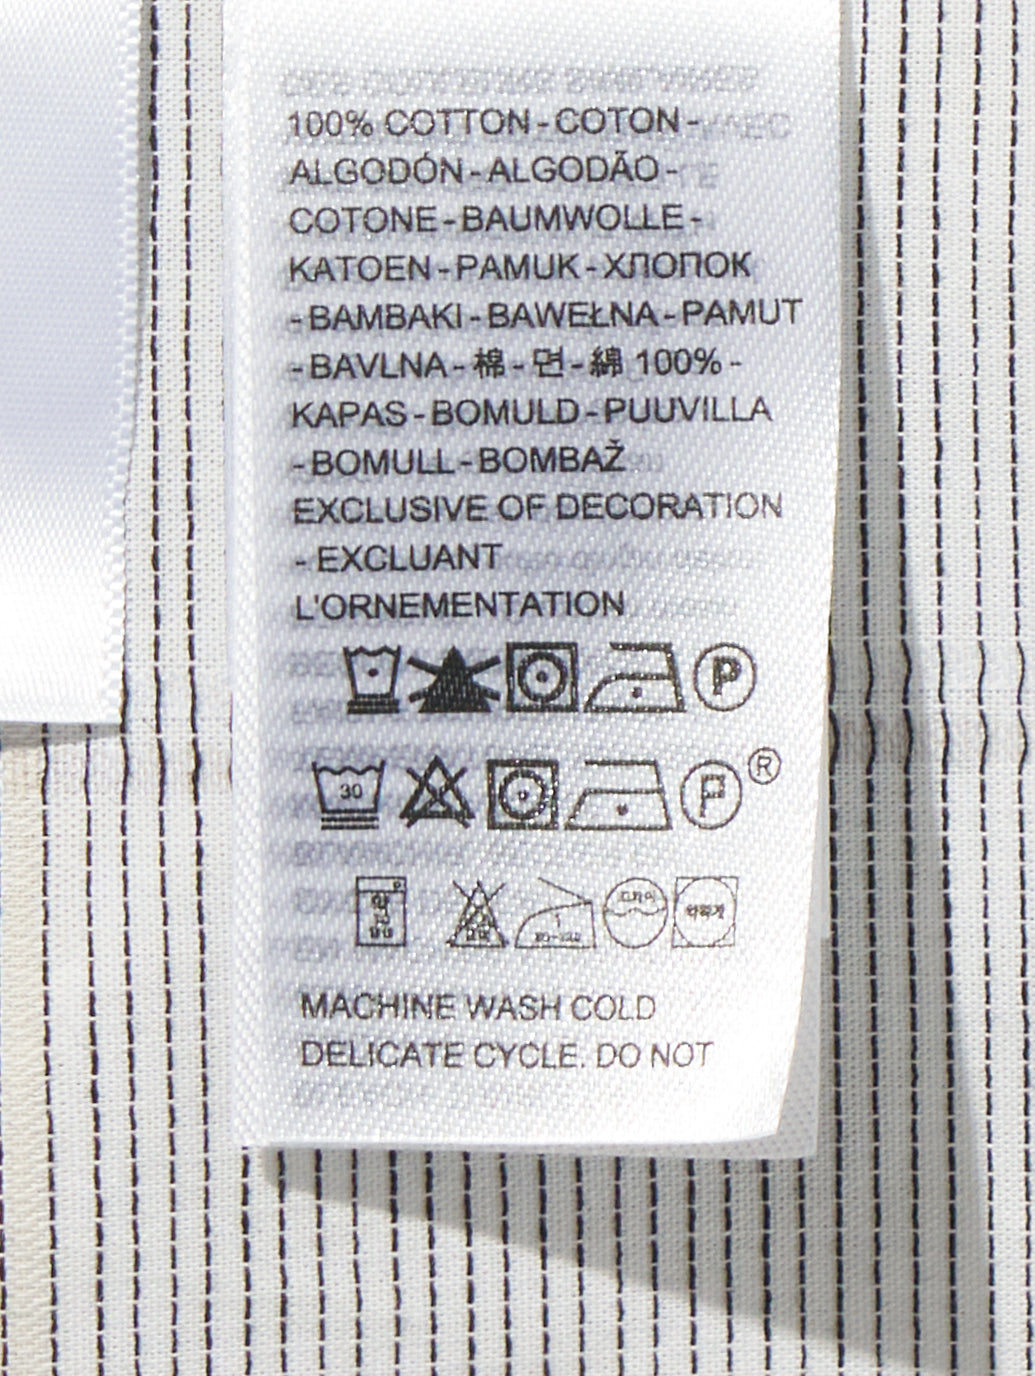 100% COTTON - COTON -
ALGODÓN - ALGODÃO -
COTONE - BAUMWOLLE -
KATOEN - PAMUK - ХЛОПОК
- BAMBAKI - BAWEŁNA - PAMUT
- BAVLNA - 棉 - 면 - 綿 100% -
KAPAS - BOMULD - PUUVILLA
- BOMULL - BOMBAŽ
EXCLUSIVE OF DECORATION
- EXCLUANT
L'ORNEMENTATION
P
30 P ®
MACHINE WASH COLD
DELICATE CYCLE. DO NOT